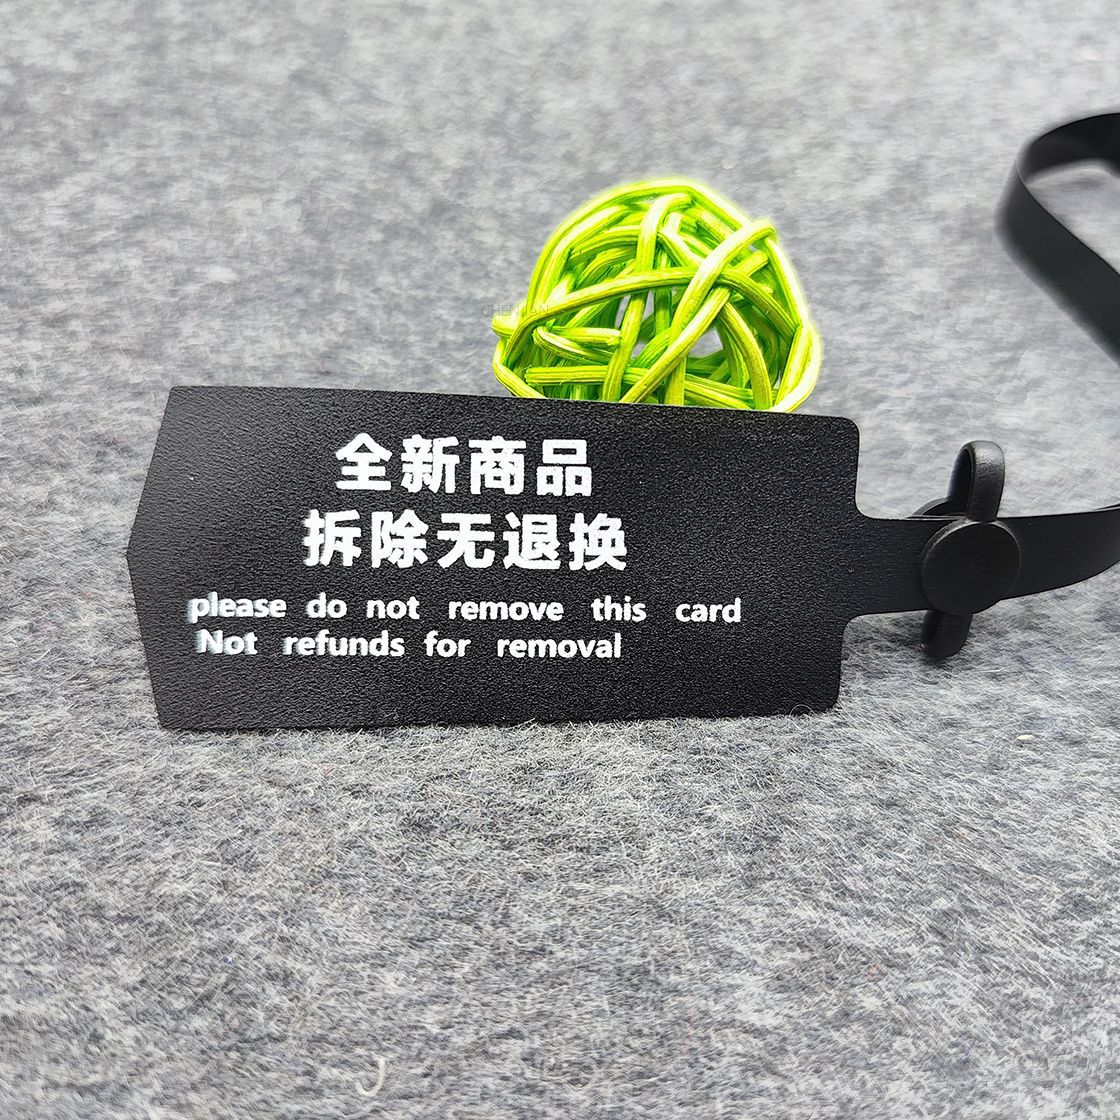 CHENJIAN
全新商品
拆除无退换
please do not remove this card
Not refunds for removal